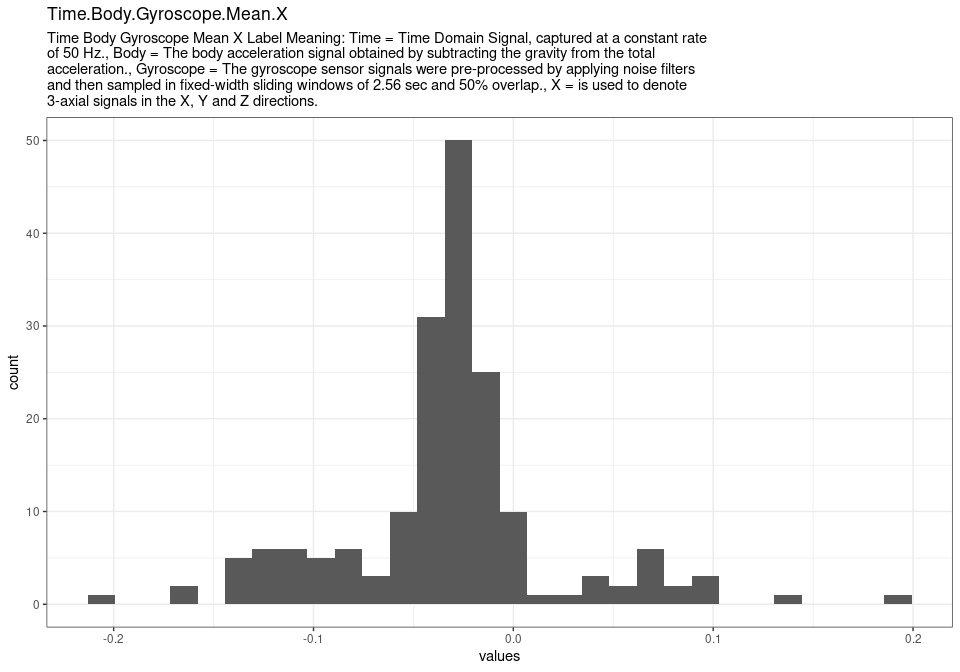 Time.Body.Gyroscope.Mean.X
Time Body Gyroscope Mean X Label Meaning: Time = Time Domain Signal, captured at a constant rate
of 50 Hz., Body = The body acceleration signal obtained by subtracting the gravity from the total
acceleration., Gyroscope = The gyroscope sensor signals were pre-processed by applying noise filters
and then sampled in fixed-width sliding windows of 2.56 sec and 50% overlap., X = is used to denote
3-axial signals in the X, Y and Z directions.
50
40
30
20
10
0
count
-0.2
-0.1
0.0
0.1
0.2
values